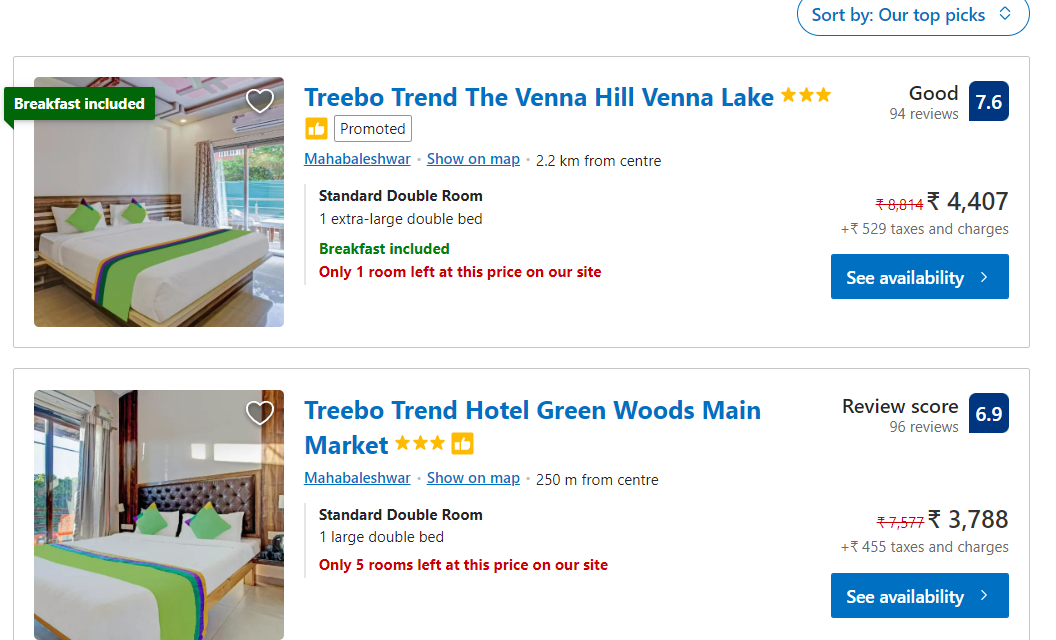 Sort by: Our top picks
Breakfast included
Treebo Trend The Venna Hill Venna Lake
Promoted
Mahabaleshwar · Show on map · 2.2 km from centre
Standard Double Room
1 extra-large double bed
Breakfast included
Only 1 room left at this price on our site
Good
94 reviews
7.6
₹ 8,814 ₹ 4,407
+₹ 529 taxes and charges
See availability
Treebo Trend Hotel Green Woods Main
Market
Mahabaleshwar · Show on map · 250 m from centre
Standard Double Room
1 large double bed
Only 5 rooms left at this price on our site
Review score
96 reviews
6.9
₹ 7,577 ₹ 3,788
+₹ 455 taxes and charges
See availability